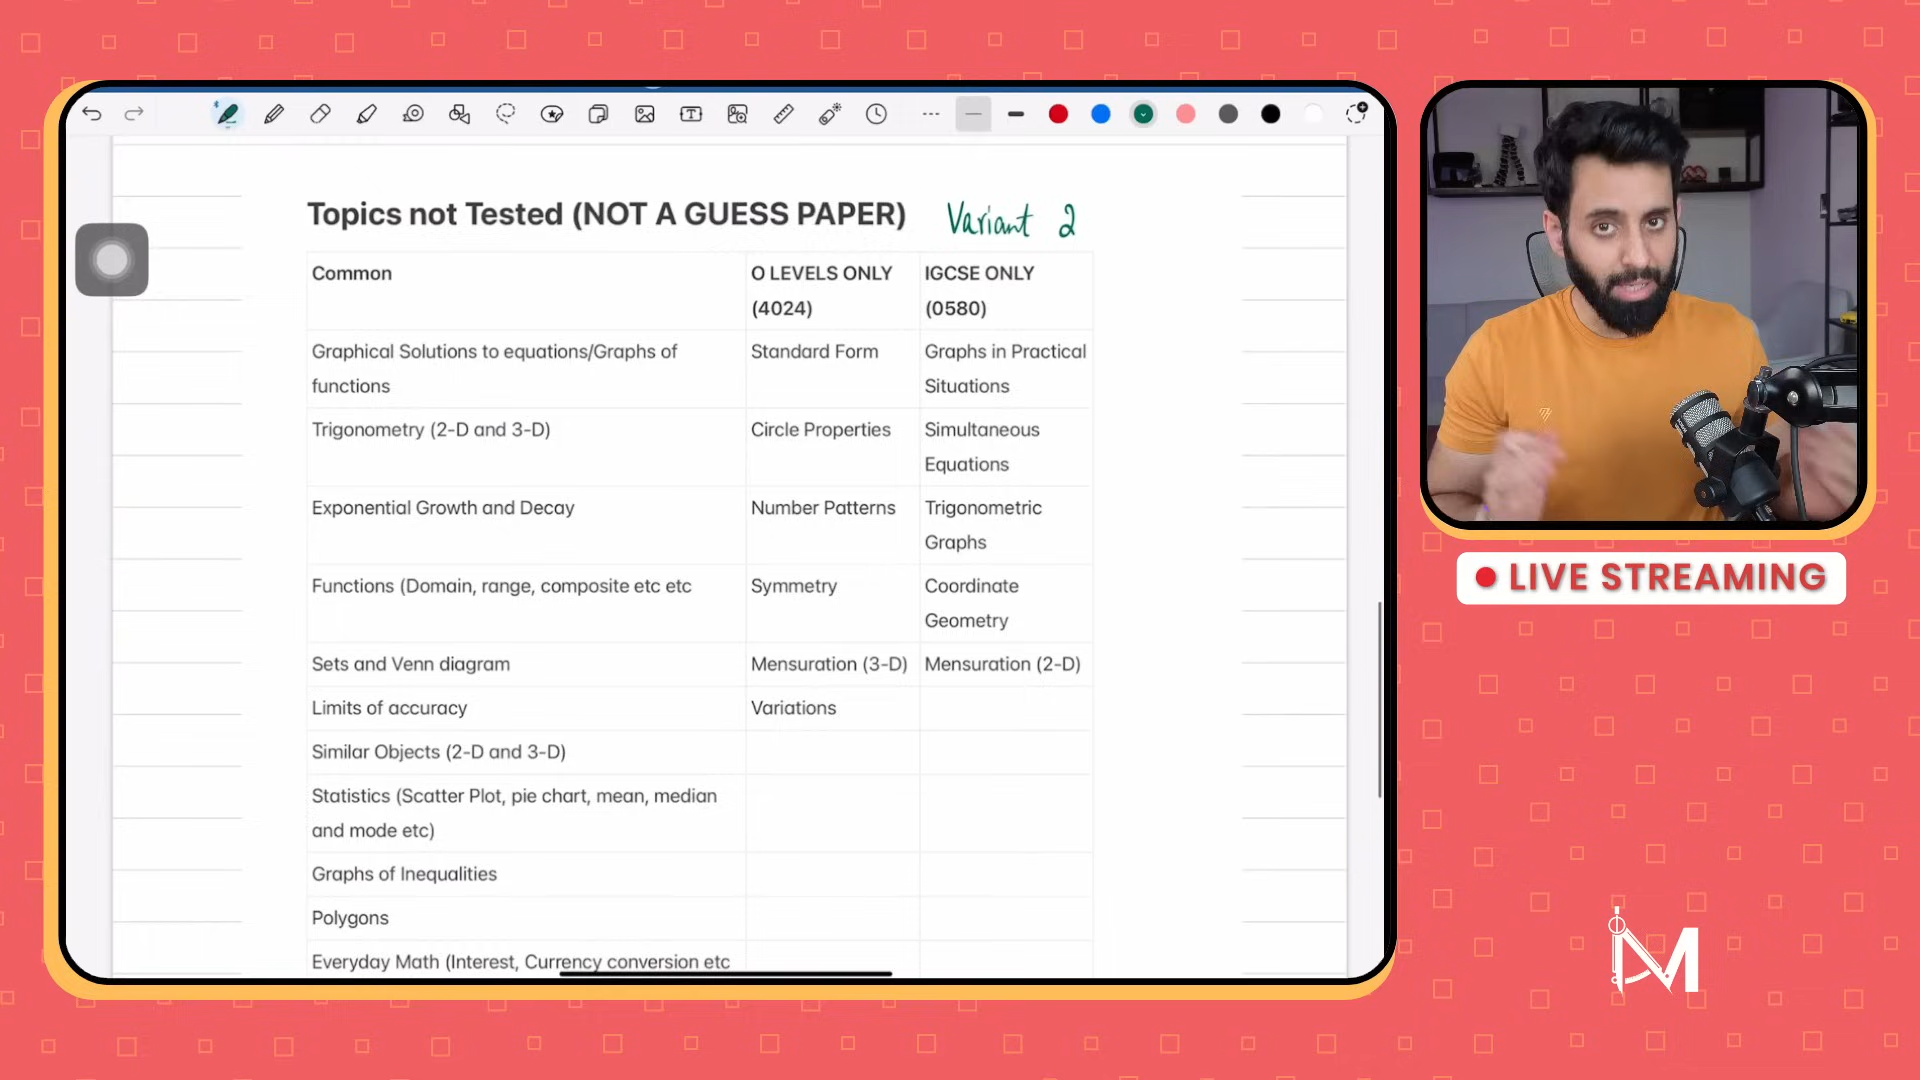 Topics not Tested (NOT A GUESS PAPER) Variant 2
Common O LEVELS ONLY (4024) IGCSE ONLY (0580)
Graphical Solutions to equations/Graphs of functions Standard Form Graphs in Practical Situations
Trigonometry (2-D and 3-D) Circle Properties Simultaneous Equations
Exponential Growth and Decay Number Patterns Trigonometric Graphs
Functions (Domain, range, composite etc etc Symmetry Coordinate Geometry
Sets and Venn diagram Mensuration (3-D) Mensuration (2-D)
Limits of accuracy Variations
Similar Objects (2-D and 3-D)
Statistics (Scatter Plot, pie chart, mean, median and mode etc)
Graphs of Inequalities
Polygons
Everyday Math (Interest, Currency conversion etc
LIVE STREAMING
M